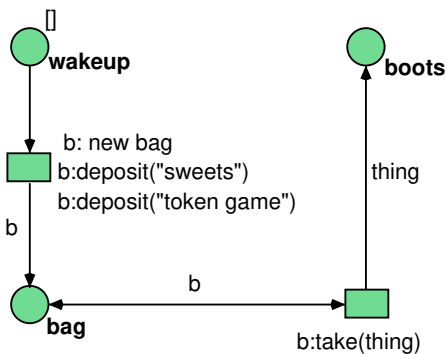 []
wakeup
boots
b: new bag
b:deposit("sweets")
b:deposit("token game")
thing
b
b
bag
b:take(thing)